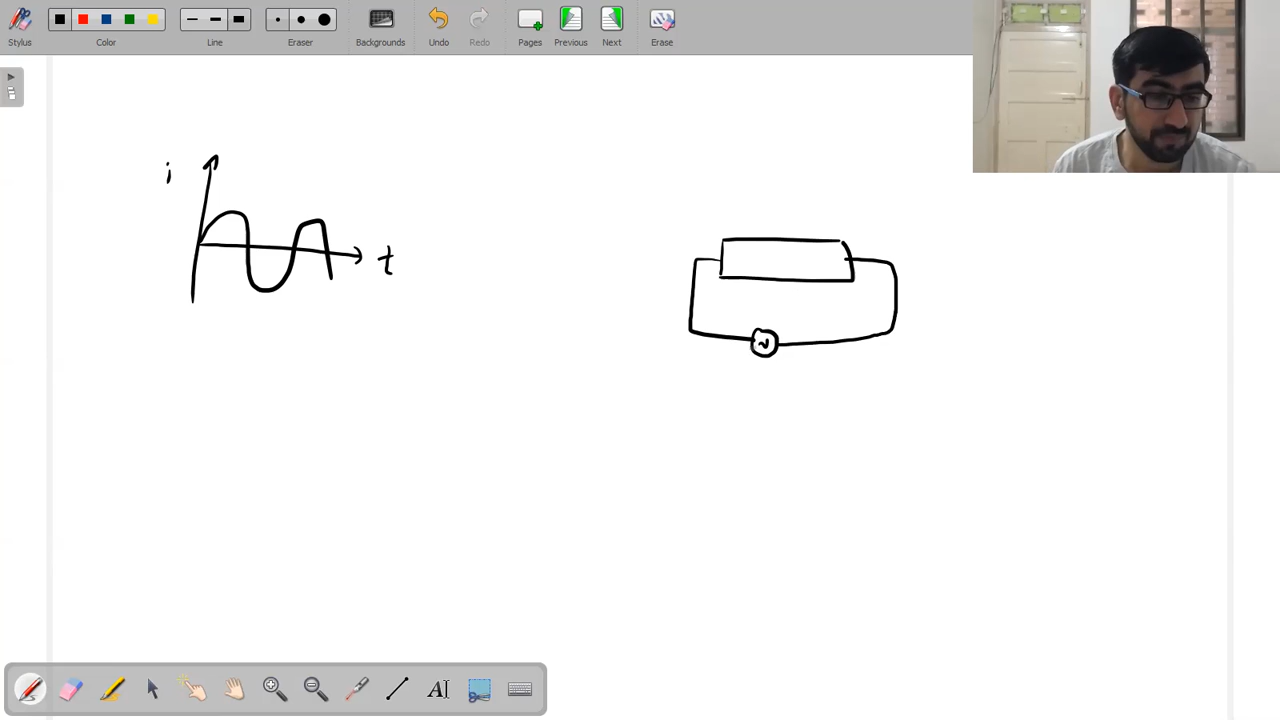 Stylus
Color
Line
Eraser
Backgrounds
Undo
Redo
Pages
Previous
Next
Erase
i
t
~
A